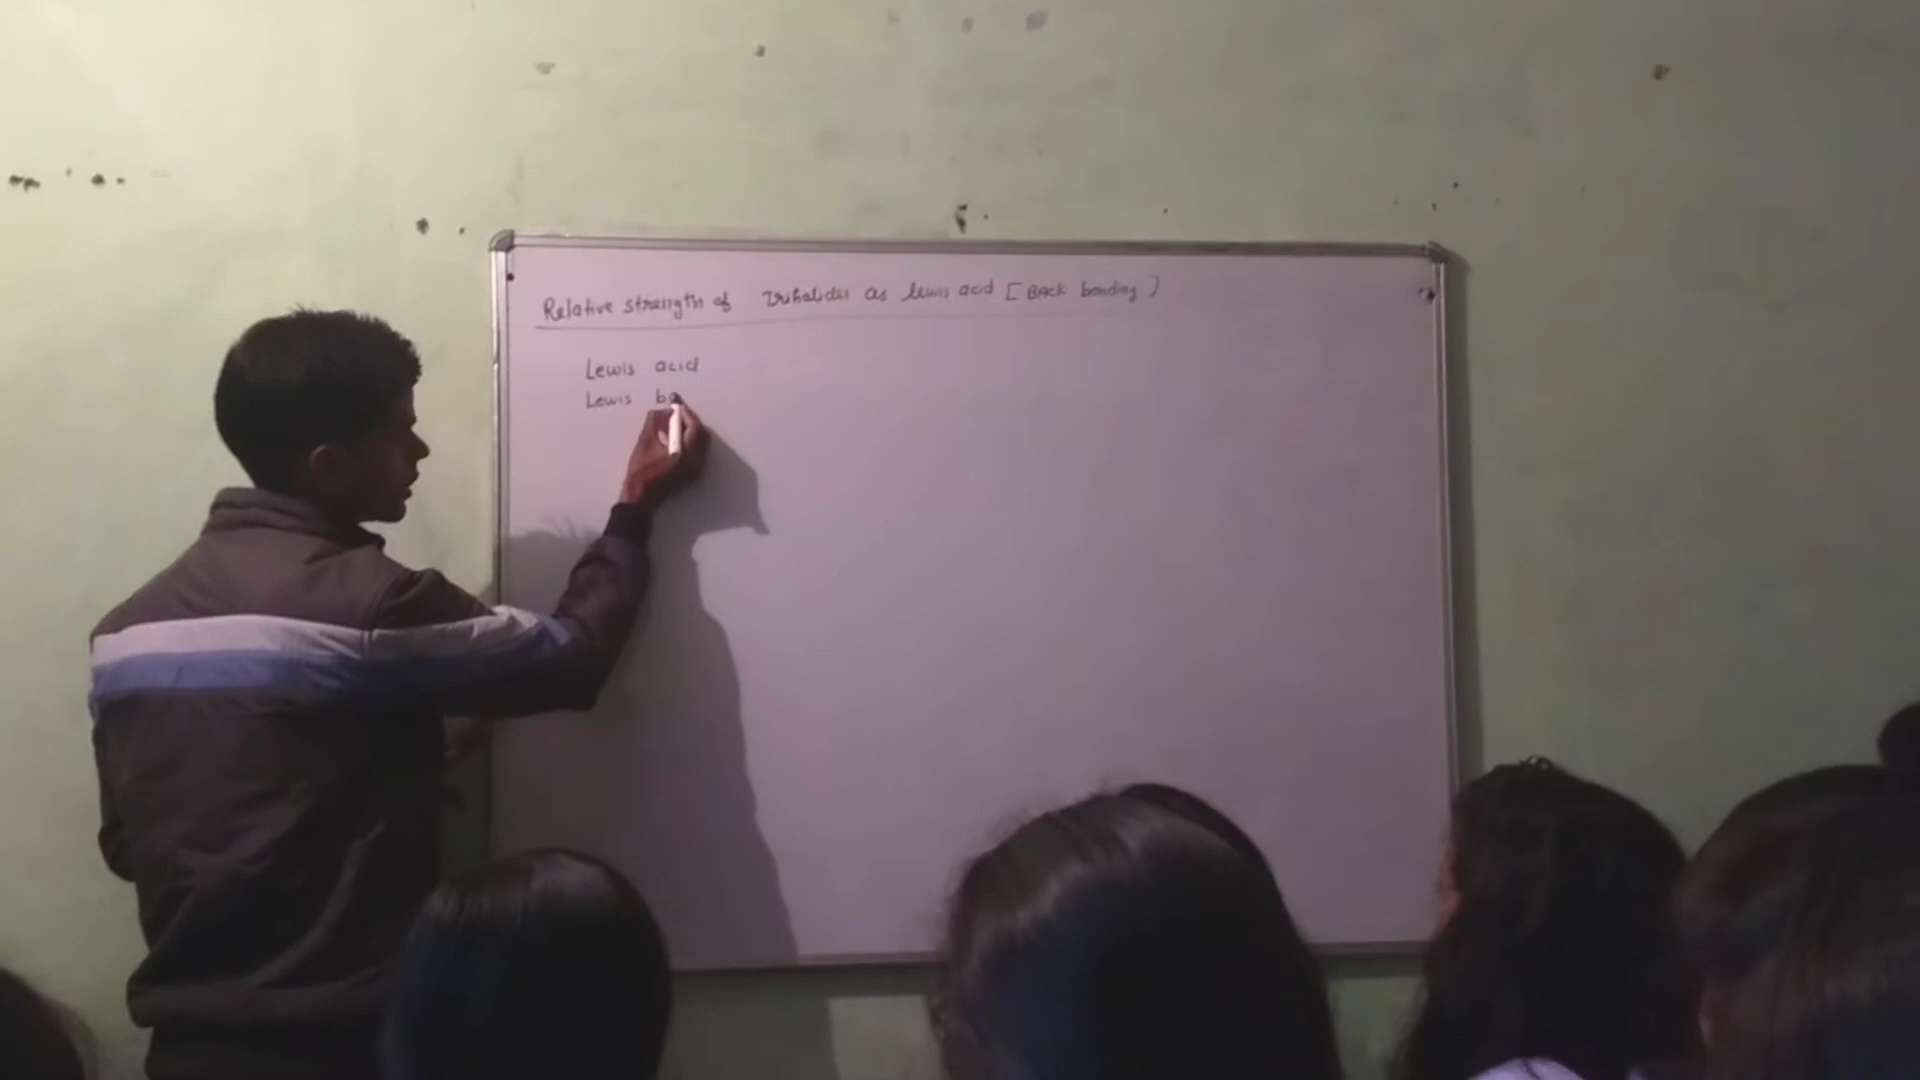 Relative strength of trihalides as lewis acid [Back bonding]
Lewis acid
Lewis ba